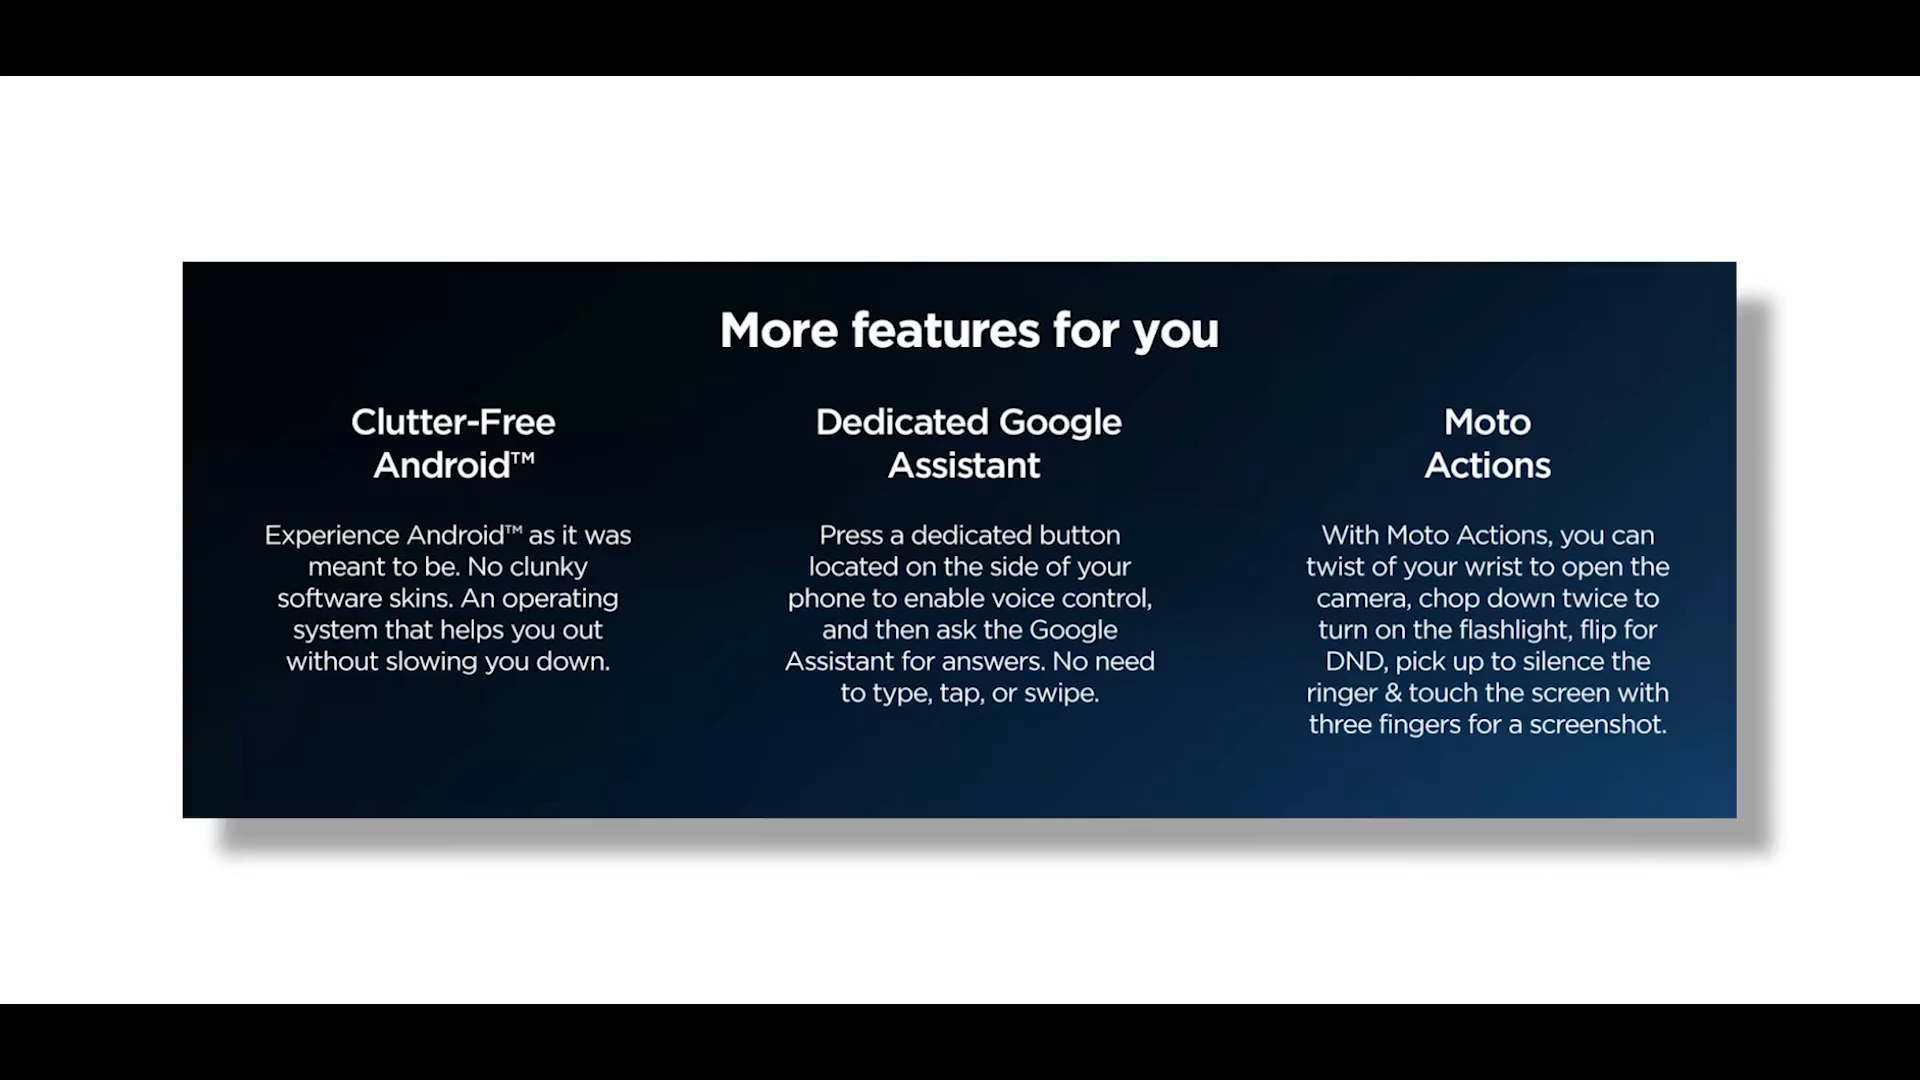 More features for you
Clutter-Free
Android™
Experience Android™ as it was
meant to be. No clunky
software skins. An operating
system that helps you out
without slowing you down.
Dedicated Google
Assistant
Press a dedicated button
located on the side of your
phone to enable voice control,
and then ask the Google
Assistant for answers. No need
to type, tap, or swipe.
Moto
Actions
With Moto Actions, you can
twist of your wrist to open the
camera, chop down twice to
turn on the flashlight, flip for
DND, pick up to silence the
ringer & touch the screen with
three fingers for a screenshot.